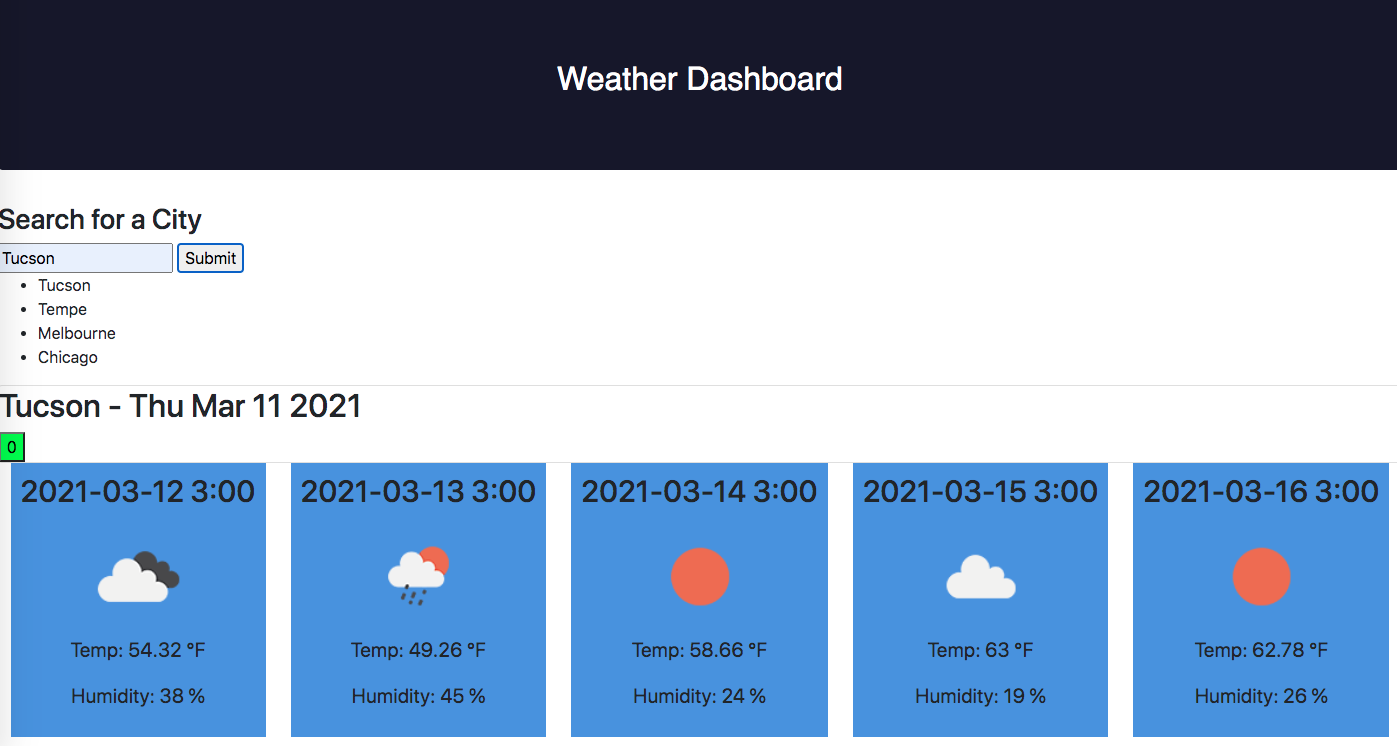 Weather Dashboard
Search for a City
Tucson Submit
Tucson
Tempe
Melbourne
Chicago
Tucson - Thu Mar 11 2021
0
2021-03-12 3:00
Temp: 54.32 °F
Humidity: 38 %
2021-03-13 3:00
Temp: 49.26 °F
Humidity: 45 %
2021-03-14 3:00
Temp: 58.66 °F
Humidity: 24 %
2021-03-15 3:00
Temp: 63 °F
Humidity: 19 %
2021-03-16 3:00
Temp: 62.78 °F
Humidity: 26 %